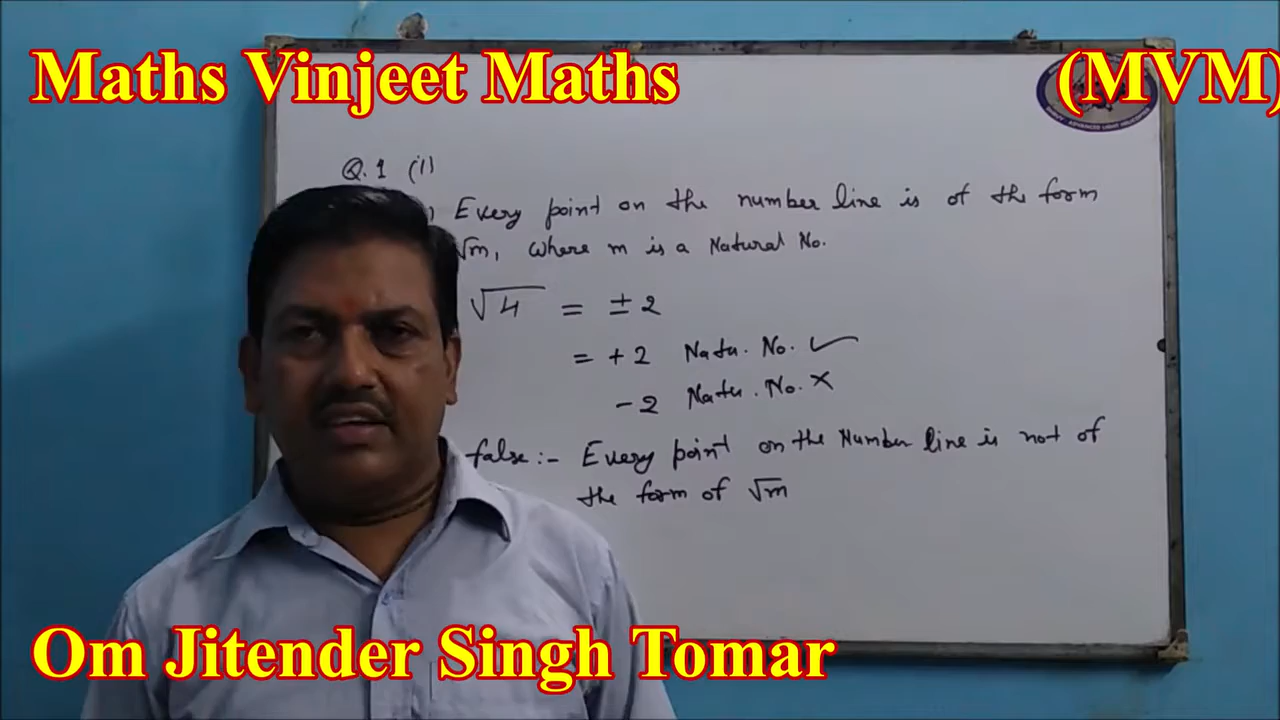 Maths Vinjeet Maths
(MVM)
Q.1 (i)
) Every point on the number line is of the form
√m, where m is a Natural No.
√4 = ± 2
= + 2 Natu. No. ✓
- 2 Natu. No. ×
false:- Every point on the Number line is not of
the form of √m
Om Jitender Singh Tomar